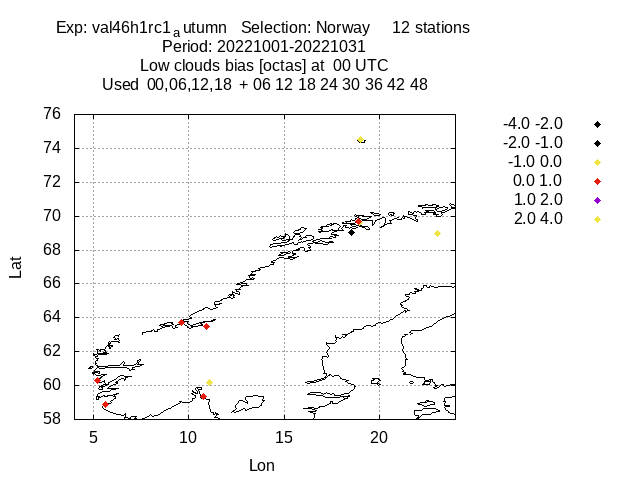 Exp: val46h1rc1ₐutumn Selection: Norway 12 stations
Period: 20221001-20221031
Low clouds bias [octas] at 00 UTC
Used 00,06,12,18 + 06 12 18 24 30 36 42 48
76
74
72
70
68
66
64
62
60
58
5 10 15 20
Lat
Lon
-4.0 -2.0
-2.0 -1.0
-1.0 0.0
0.0 1.0
1.0 2.0
2.0 4.0